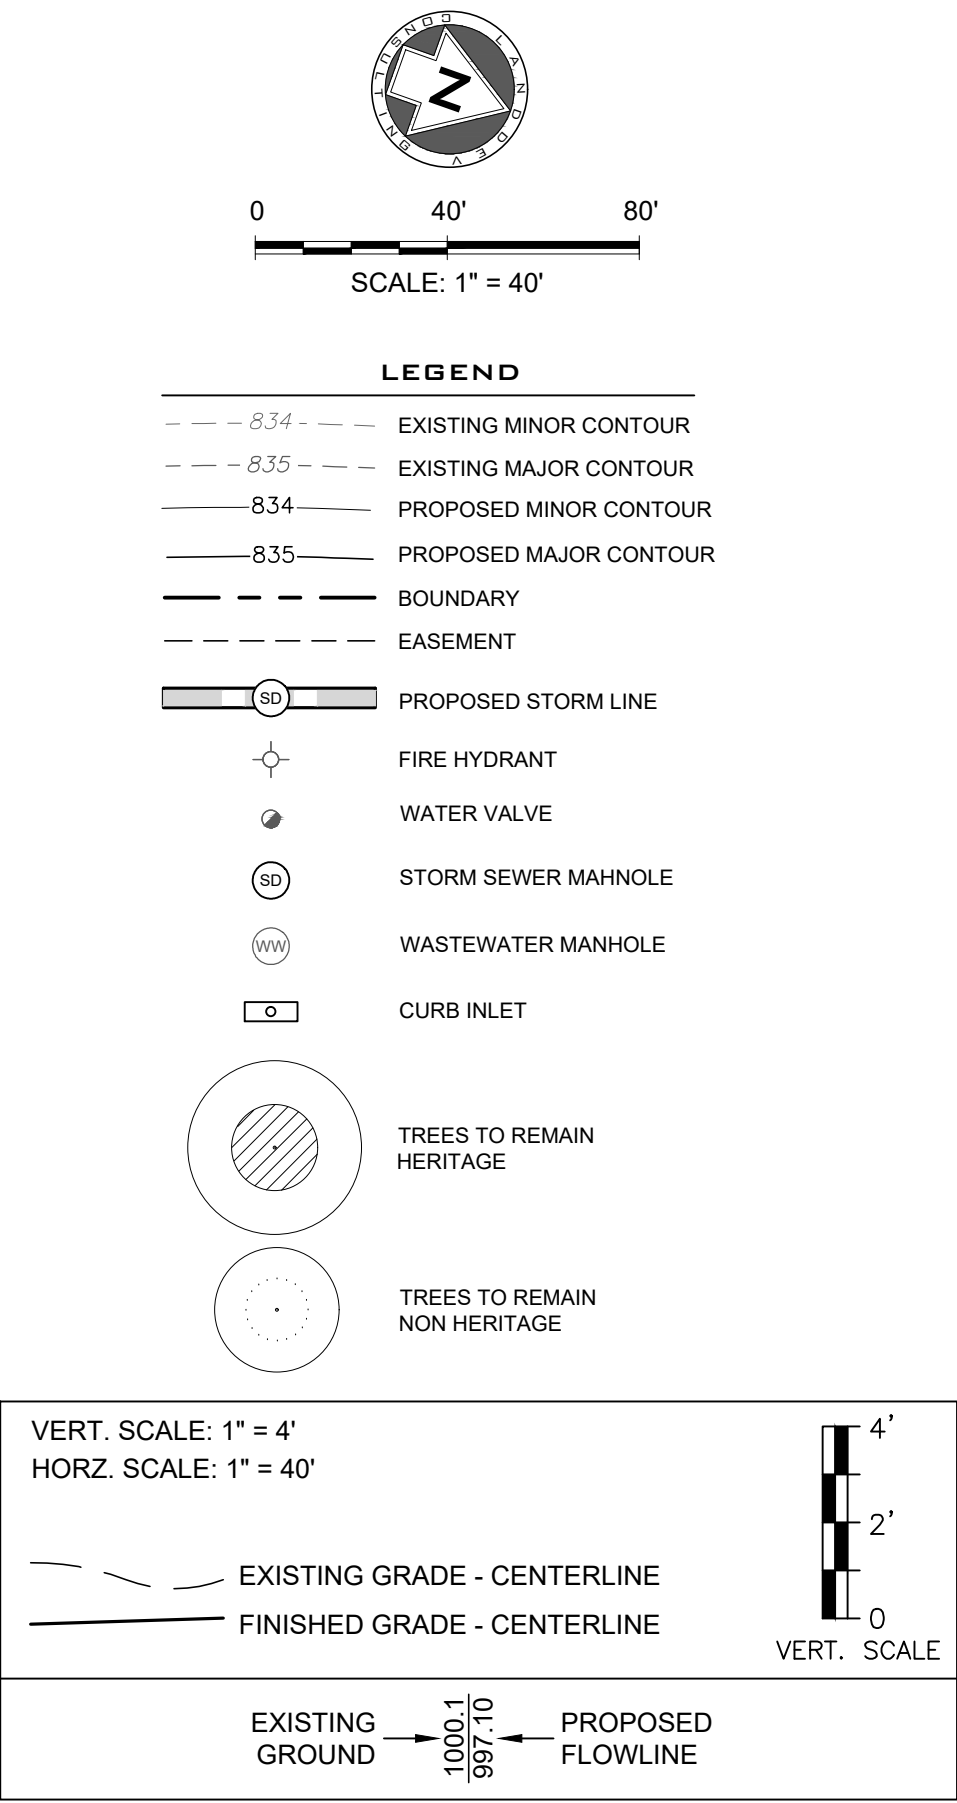 LAND DEV CONSULTING
N
0 40' 80'
SCALE: 1" = 40'
LEGEND
834 EXISTING MINOR CONTOUR
835 EXISTING MAJOR CONTOUR
834 PROPOSED MINOR CONTOUR
835 PROPOSED MAJOR CONTOUR
BOUNDARY
EASEMENT
SD PROPOSED STORM LINE
FIRE HYDRANT
WATER VALVE
SD STORM SEWER MAHNOLE
WW WASTEWATER MANHOLE
CURB INLET
TREES TO REMAIN
HERITAGE
TREES TO REMAIN
NON HERITAGE
VERT. SCALE: 1" = 4'
HORZ. SCALE: 1" = 40'
EXISTING GRADE - CENTERLINE
FINISHED GRADE - CENTERLINE
4'
2'
0
VERT. SCALE
EXISTING
GROUND
1000.1
997.10
PROPOSED
FLOWLINE